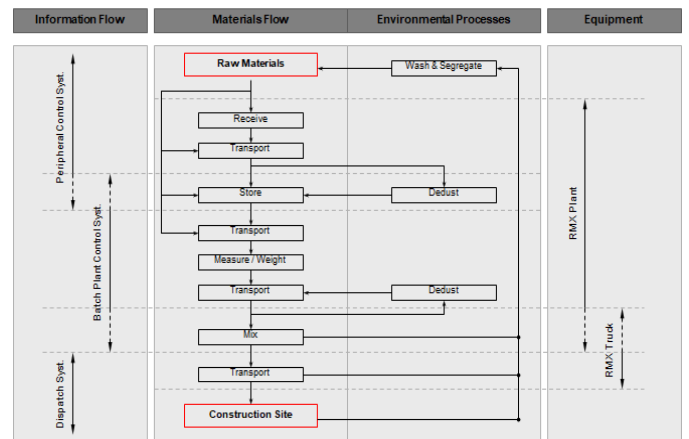 Information Flow
Materials Flow
Environmental Processes
Equipment
Raw Materials
Wash & Segregate
Receive
Transport
Store
Dedust
Transport
Measure / Weight
Transport
Dedust
Mix
Transport
Construction Site
Peripheral Control Syst.
Batch Plant Control Syst.
Dispatch Syst.
RMX Plant
RMX Truck